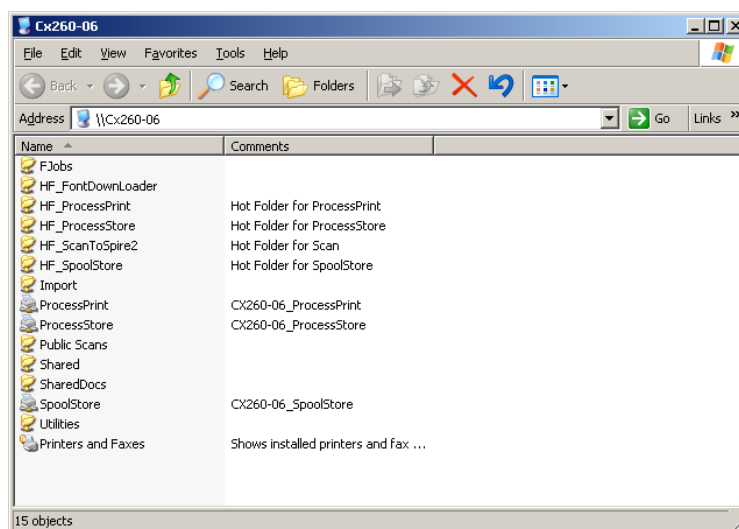 Cx260-06
File Edit View Favorites Tools Help
Back Search Folders
Address \\Cx260-06 Go Links »
Name Comments
FJobs
HF_FontDownLoader
HF_ProcessPrint Hot Folder for ProcessPrint
HF_ProcessStore Hot Folder for ProcessStore
HF_ScanToSpire2 Hot Folder for Scan
HF_SpoolStore Hot Folder for SpoolStore
Import
ProcessPrint CX260-06_ProcessPrint
ProcessStore CX260-06_ProcessStore
Public Scans
Shared
SharedDocs
SpoolStore CX260-06_SpoolStore
Utilities
Printers and Faxes Shows installed printers and fax ...
15 objects